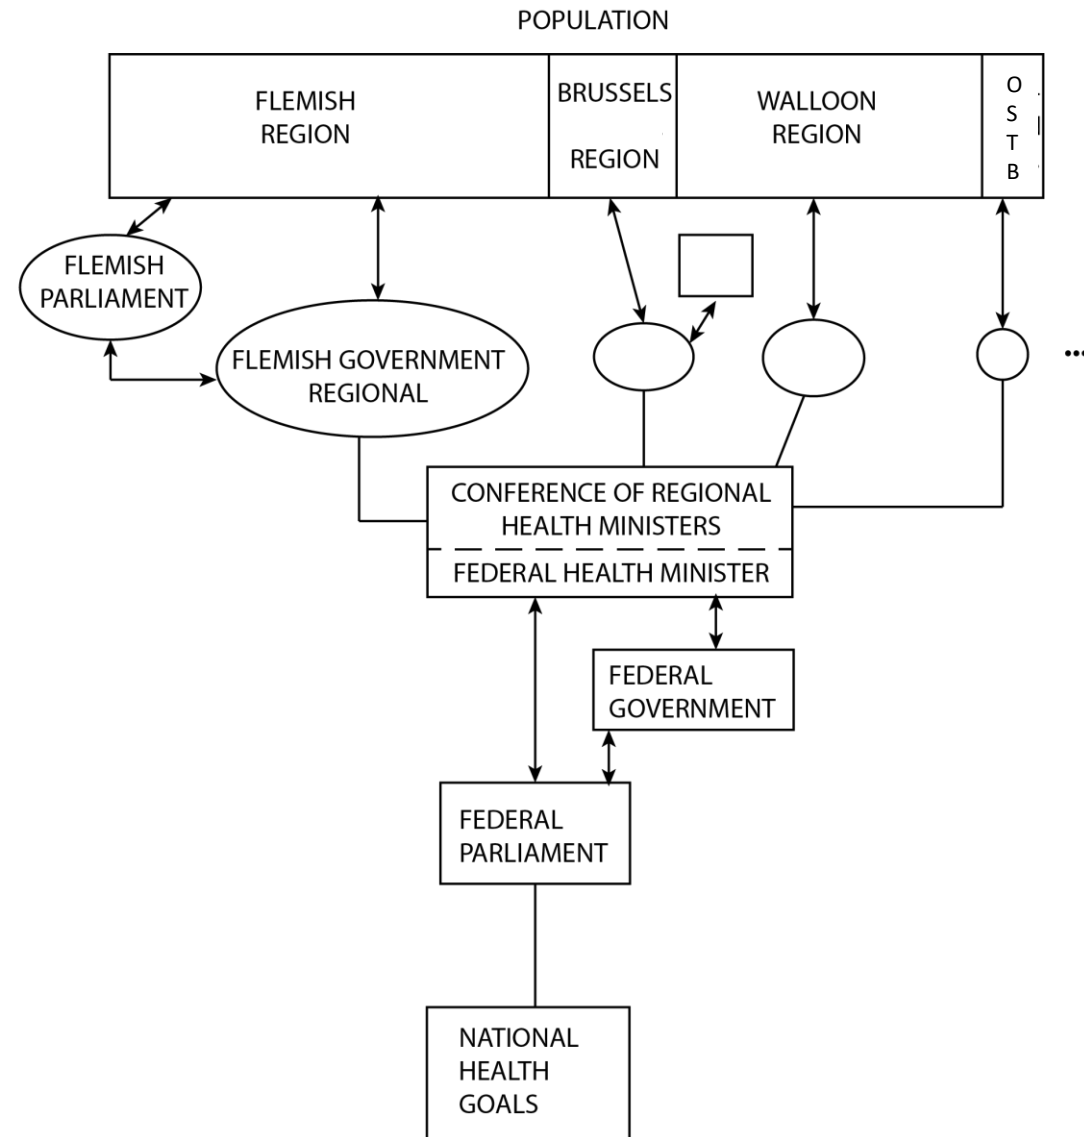 POPULATION
FLEMISH
REGION
BRUSSELS
REGION
WALLOON
REGION
O
S
T
B
FLEMISH
PARLIAMENT
FLEMISH GOVERNMENT
REGIONAL
...
CONFERENCE OF REGIONAL
HEALTH MINISTERS
FEDERAL HEALTH MINISTER
FEDERAL
GOVERNMENT
FEDERAL
PARLIAMENT
NATIONAL
HEALTH
GOALS